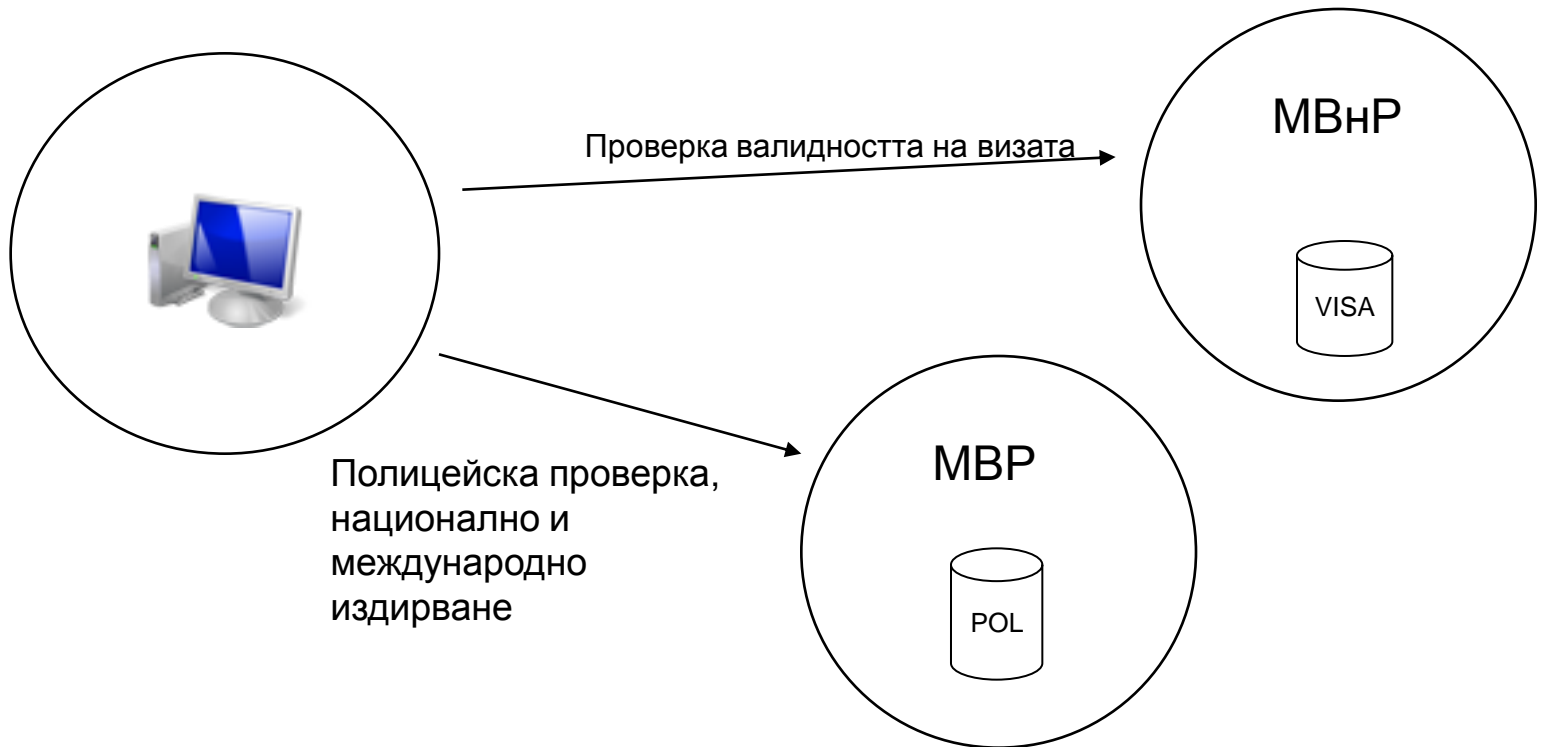 МВнР
Проверка валидността на визата
VISA
МВР
Полицейска проверка,
национално и
международно
издирване
POL